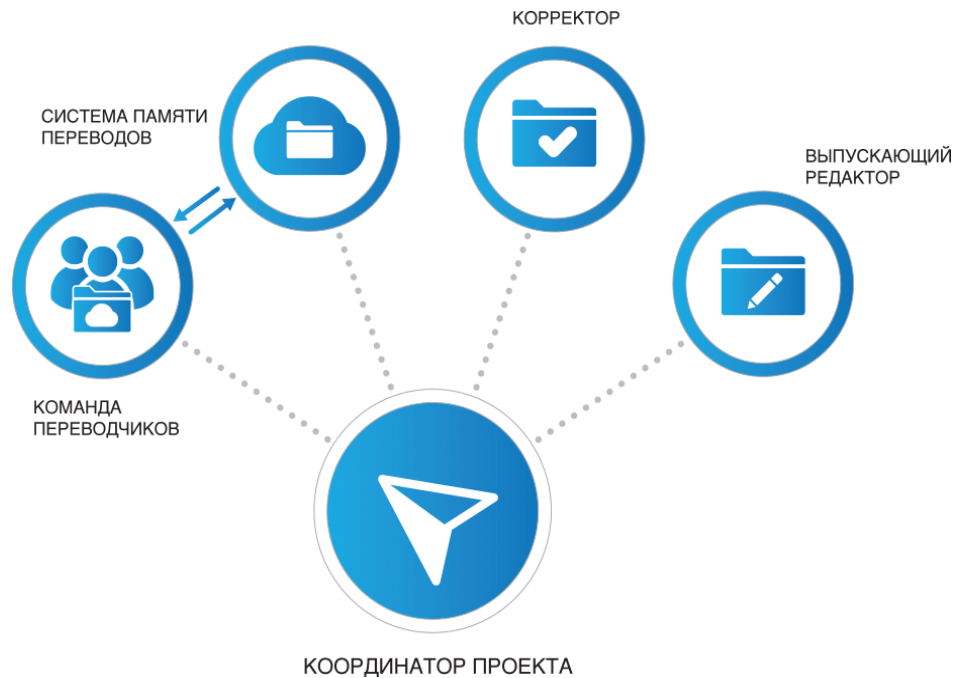 КОРРЕКТОР
СИСТЕМА ПАМЯТИ
ПЕРЕВОДОВ
ВЫПУСКАЮЩИЙ
РЕДАКТОР
КОМАНДА
ПЕРЕВОДЧИКОВ
КООРДИНАТОР ПРОЕКТА